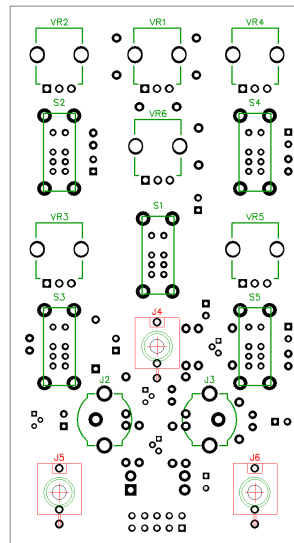 VR2 VR1 VR4
S2 VR6 S4
S1
VR3 VR5
S3 J4 S5
J2 J3
J5 J6